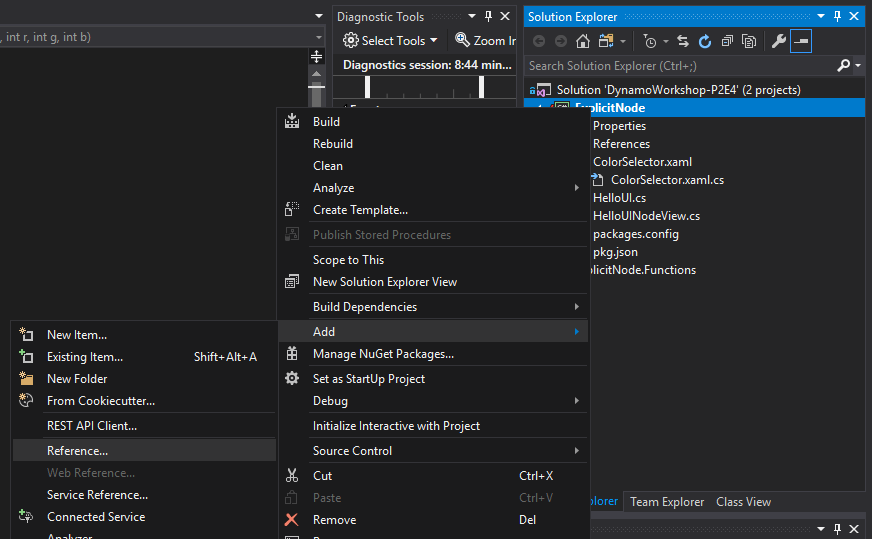 , int r, int g, int b)
Diagnostic Tools
Select Tools
Zoom In
Diagnostics session: 8:44 min...
Solution Explorer
Search Solution Explorer (Ctrl+;)
Solution 'DynamoWorkshop-P2E4' (2 projects)
ExplicitNode
Properties
References
ColorSelector.xaml
ColorSelector.xaml.cs
HelloUI.cs
HelloUINodeView.cs
packages.config
pkg.json
plicitNode.Functions
Build
Rebuild
Clean
Analyze
Create Template...
Publish Stored Procedures
Scope to This
New Solution Explorer View
Build Dependencies
Add
Manage NuGet Packages...
Set as StartUp Project
Debug
Initialize Interactive with Project
Source Control
Cut Ctrl+X
Paste Ctrl+V
Remove Del
New Item...
Existing Item... Shift+Alt+A
New Folder
From Cookiecutter...
REST API Client...
Reference...
Web Reference...
Service Reference...
Connected Service
Analyzer
plorer Team Explorer Class View